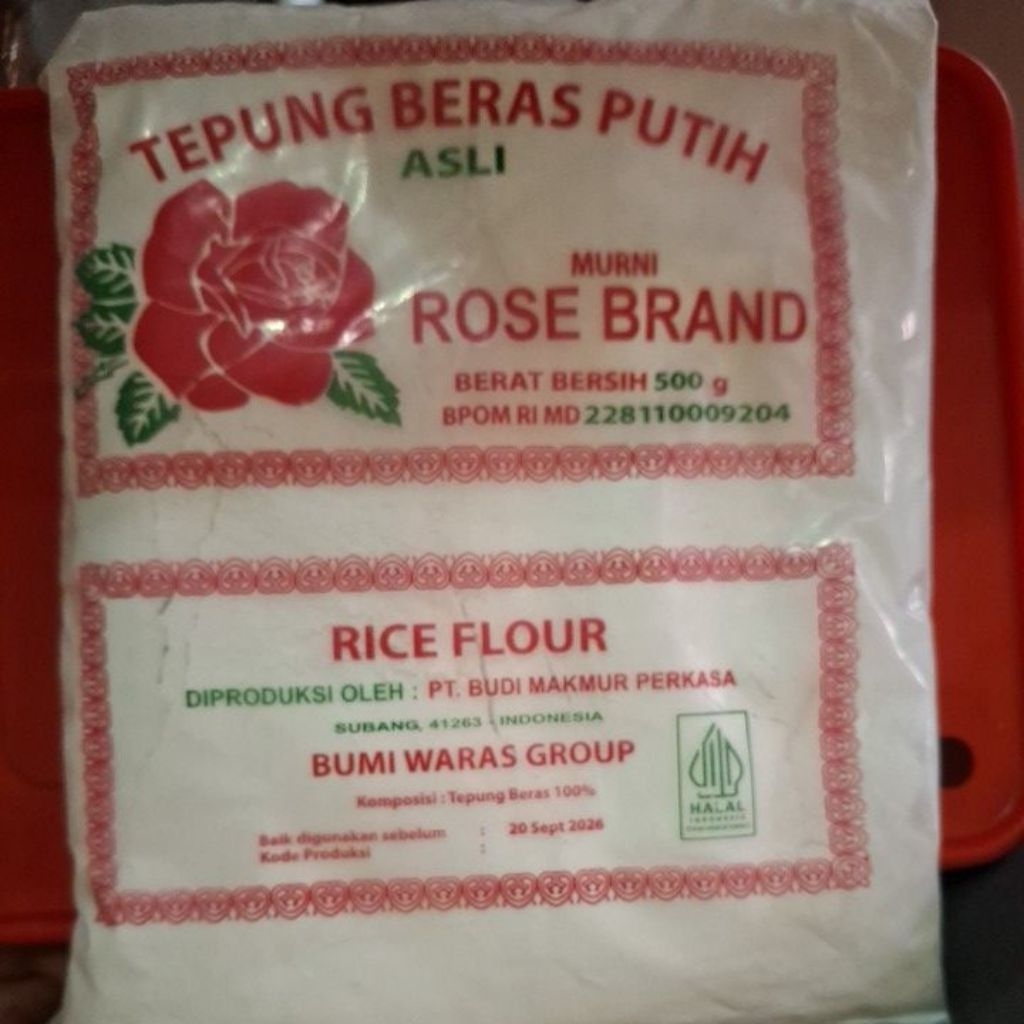 TEPUNG BERAS PUTIH
ASLI
MURNI
ROSE BRAND
BERAT BERSIH 500 g
BPOM RI MD 228110009204
RICE FLOUR
DIPRODUKSI OLEH : PT. BUDI MAKMUR PERKASA
SUBANG, 41263 - INDONESIA
BUMI WARAS GROUP
Komposisi : Tepung Beras 100%
Baik digunakan sebelum : 20 Sept 2026
Kode Produksi :
HALAL
INDONESIA